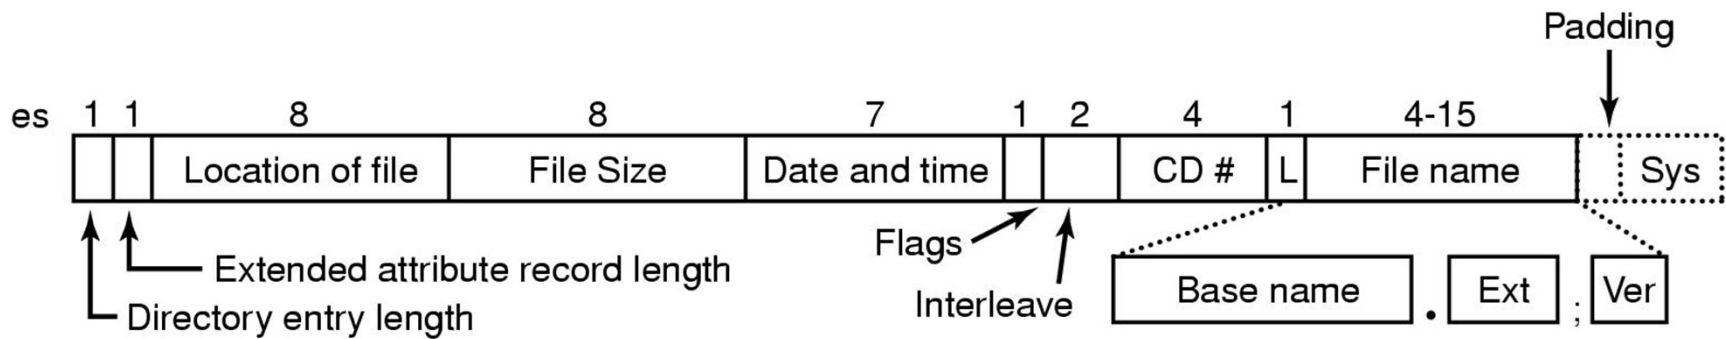 Padding
es 1 1 8 8 7 1 2 4 1 4-15
Location of file File Size Date and time CD # L File name Sys
Flags
Extended attribute record length
Interleave
Base name . Ext ; Ver
Directory entry length